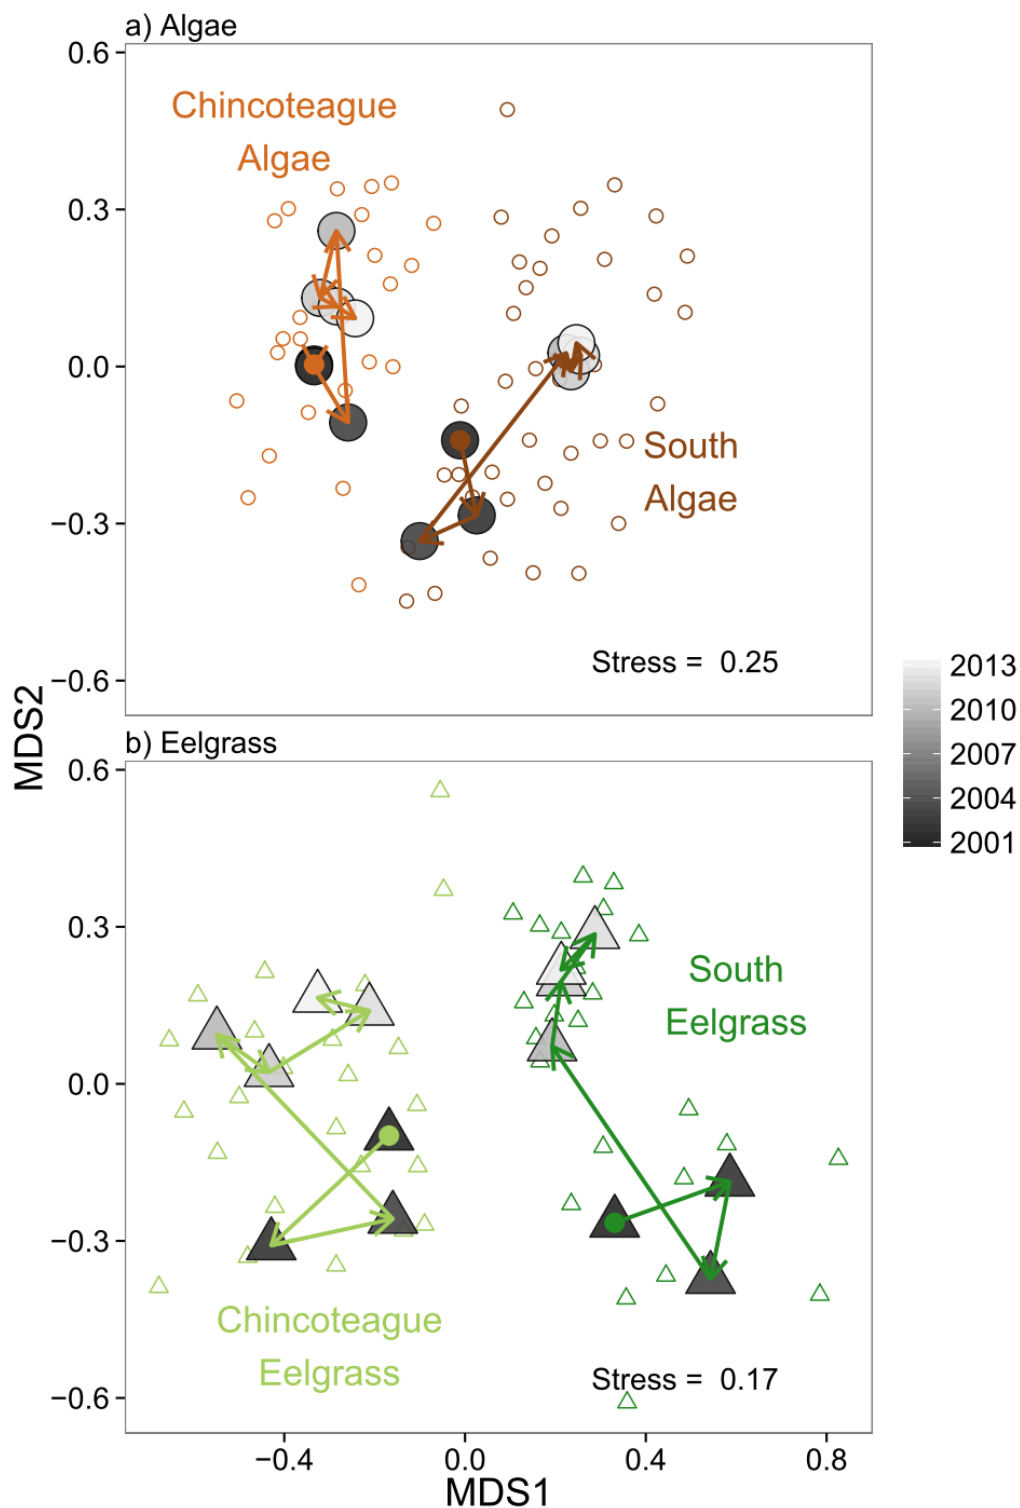 a) Algae
0.6
0.3
0.0
−0.3
−0.6
Chincoteague
Algae
South
Algae
Stress = 0.25
MDS2
2013
2010
2007
2004
2001
b) Eelgrass
0.6
0.3
0.0
−0.3
−0.6
South
Eelgrass
Chincoteague
Eelgrass
Stress = 0.17
−0.4
0.0
0.4
0.8
MDS1